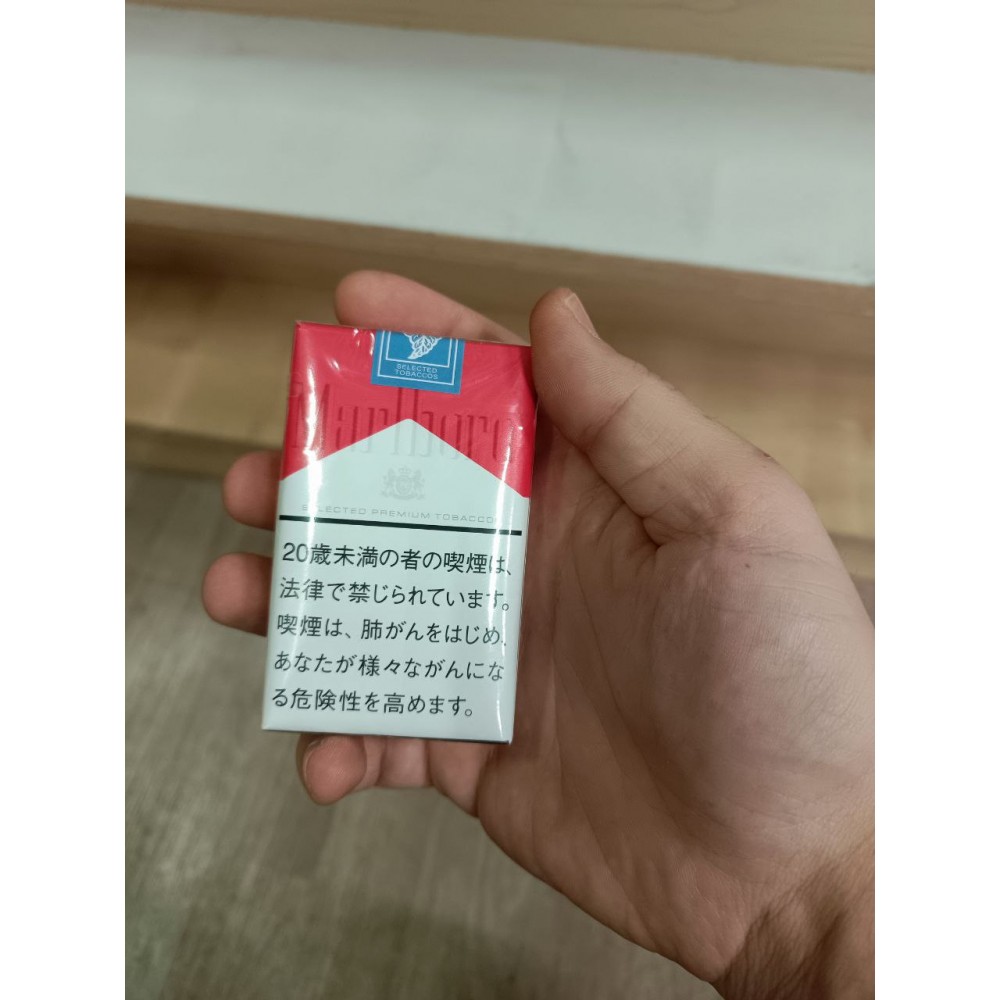 SELECTED
TOBACCOS
Marlboro
SELECTED PREMIUM TOBACCOS
20歳未満の者の喫煙は、
法律で禁じられています。
喫煙は、肺がんをはじめ、
あなたが様々ながんにな
る危険性を高めます。